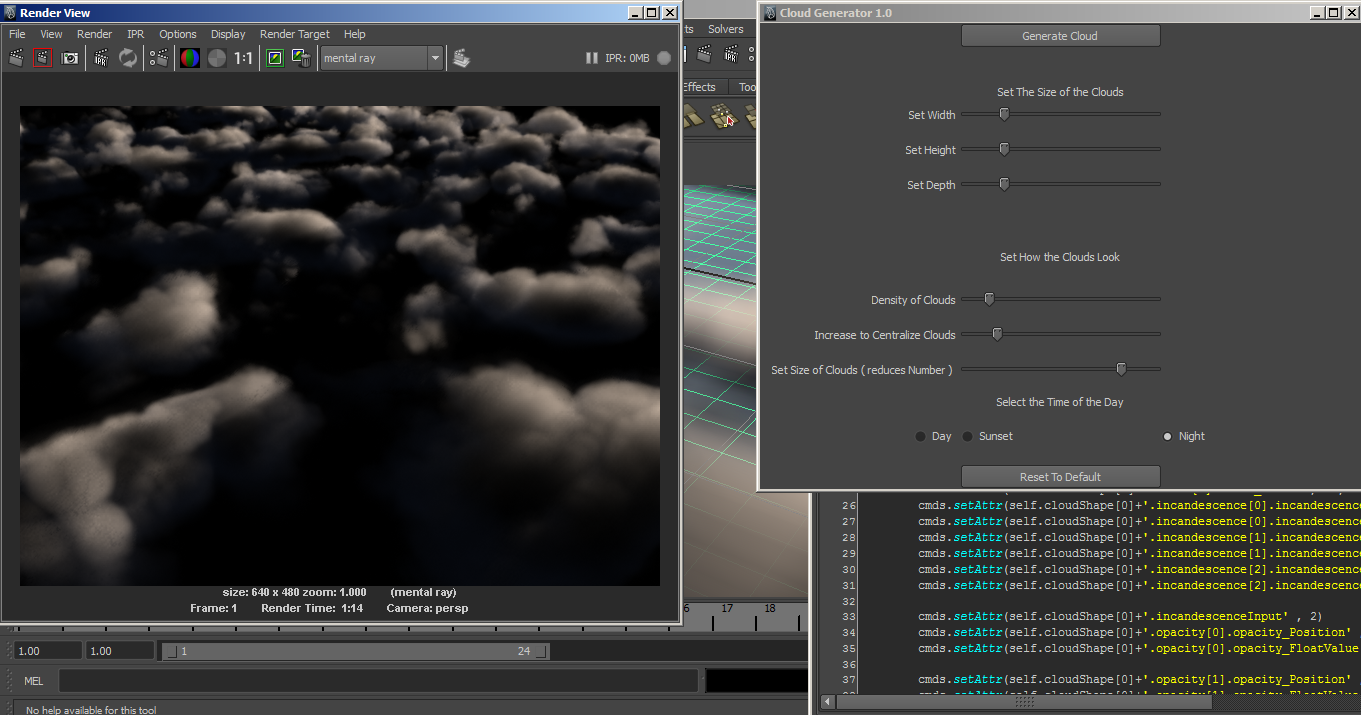 Render View
File View Render IPR Options Display Render Target Help
1:1 mental ray IPR: 0MB
size: 640 x 480 zoom: 1.000 (mental ray)
Frame: 1 Render Time: 1:14 Camera: persp
ts Solvers
Effects Too
17 18
1.00 1.00 1 24
MEL
No help available for this tool
Cloud Generator 1.0
Generate Cloud
Set The Size of the Clouds
Set Width
Set Height
Set Depth
Set How the Clouds Look
Density of Clouds
Increase to Centralize Clouds
Set Size of Clouds ( reduces Number )
Select the Time of the Day
Day Sunset Night
Reset To Default
26 cmds.setAttr(self.cloudShape[0]+'.incandescence[0].incandescence
27 cmds.setAttr(self.cloudShape[0]+'.incandescence[0].incandescence
28 cmds.setAttr(self.cloudShape[0]+'.incandescence[1].incandescence
29 cmds.setAttr(self.cloudShape[0]+'.incandescence[1].incandescence
30 cmds.setAttr(self.cloudShape[0]+'.incandescence[2].incandescence
31 cmds.setAttr(self.cloudShape[0]+'.incandescence[2].incandescence
32
33 cmds.setAttr(self.cloudShape[0]+'.incandescenceInput' , 2)
34 cmds.setAttr(self.cloudShape[0]+'.opacity[0].opacity_Position'
35 cmds.setAttr(self.cloudShape[0]+'.opacity[0].opacity_FloatValue
36
37 cmds.setAttr(self.cloudShape[0]+'.opacity[1].opacity_Position' ,